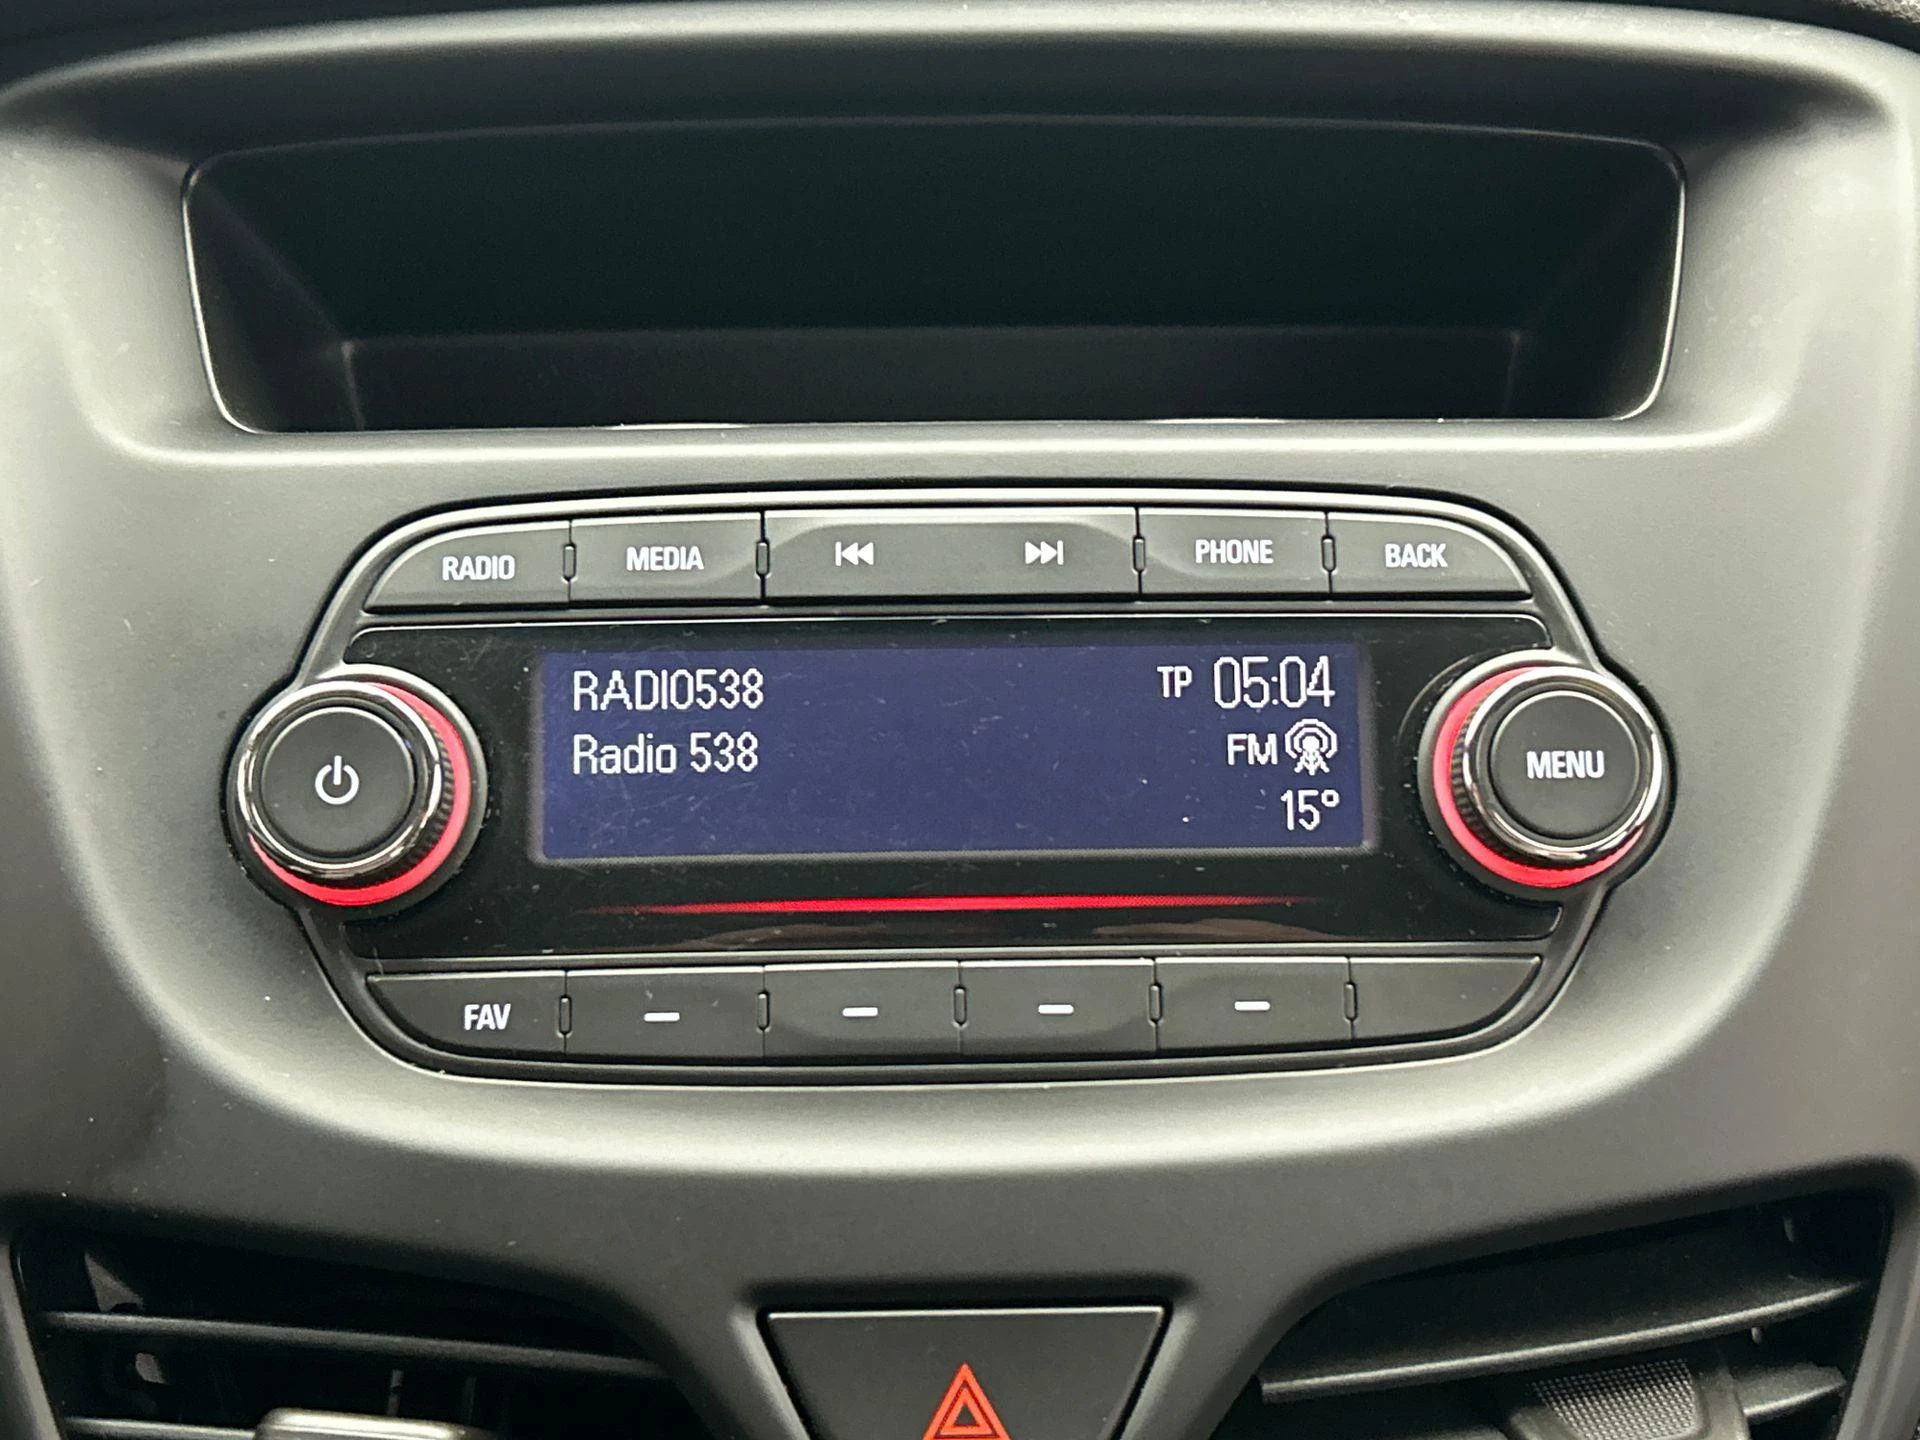 RADIO MEDIA PHONE BACK
RADIO538 TP 05:04
Radio 538 FM
15°
MENU
FAV